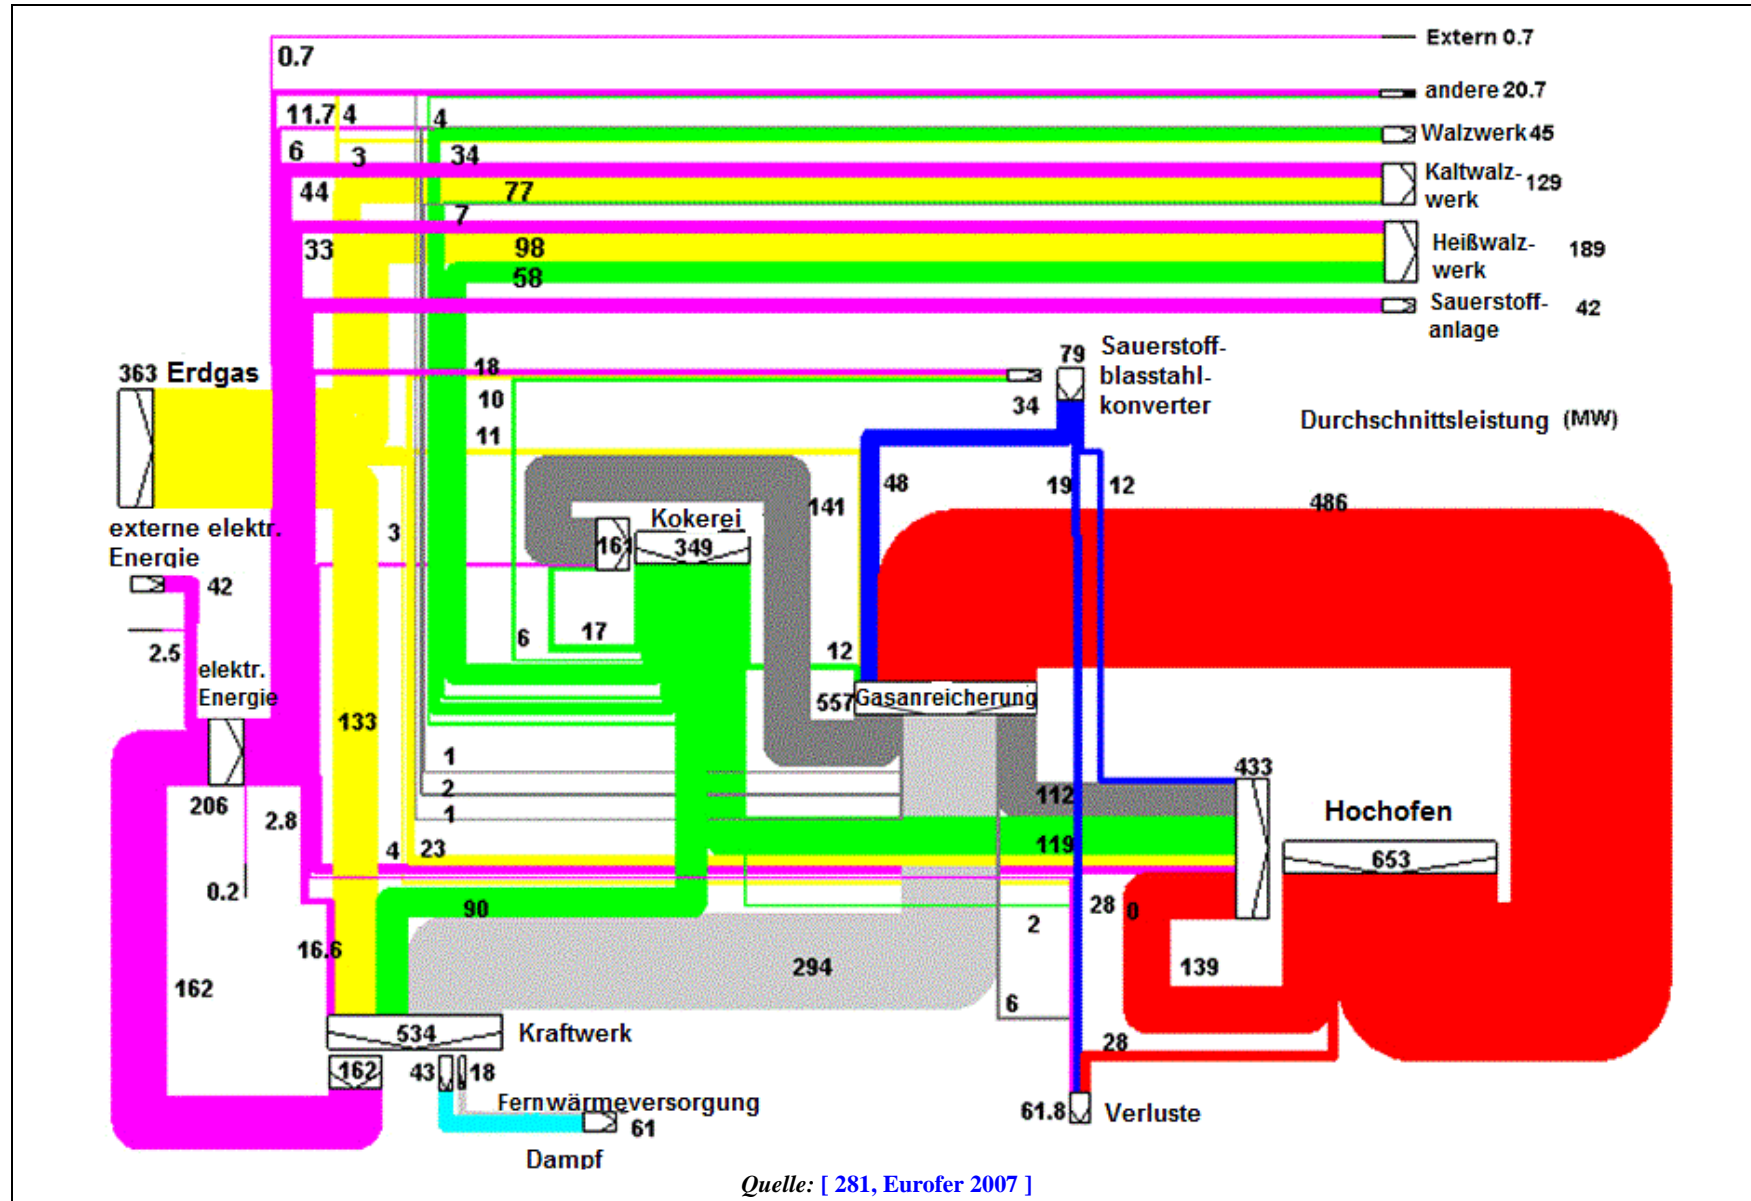 Extern 0.7
0.7
andere 20.7
11.7 4 4
Walzwerk 45
6 3 34
Kaltwalz-
werk
129
44 77
7
33 98
Heißwalz-
werk
189
58
Sauerstoff-
anlage
42
363 Erdgas
18
79 Sauerstoff-
blasstahl-
konverter
10
34
Durchschnittsleistung (MW)
11
48 19 12 486
141
externe elektr.
Energie
3
Kokerei
161 349
42
2.5
6 17 12
elektr.
Energie
557 Gasanreicherung
133
1
433
2
112
206
2.8
1
Hochofen
4 23
119
653
0.2
90
28 0
2
16.6
162
294
139
6
534 Kraftwerk
28
162 43 18
Fernwärmeversorgung
61
61.8 Verluste
Dampf
Quelle: [ 281, Eurofer 2007 ]